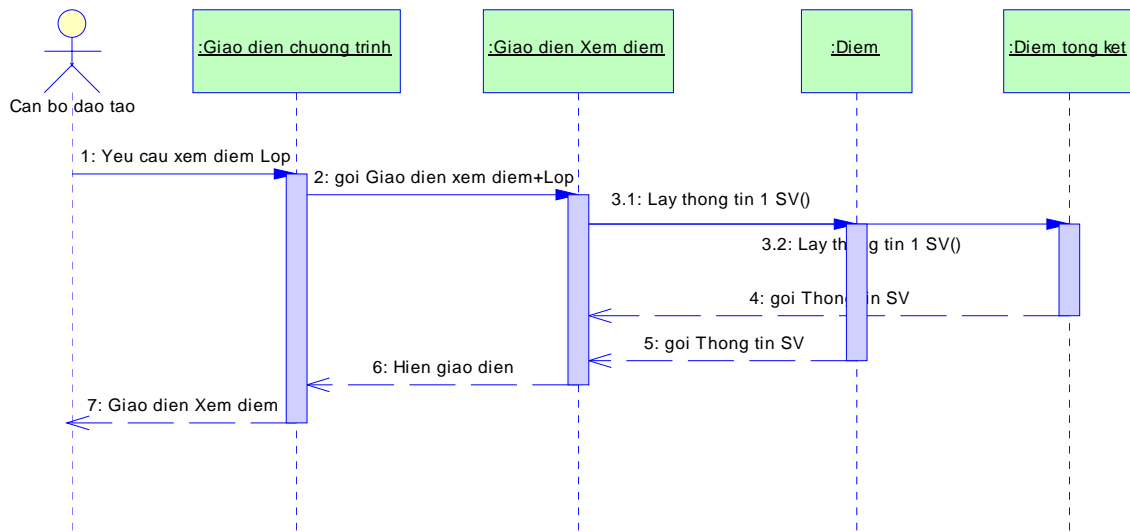 :Giao dien chuong trinh
:Giao dien Xem diem
:Diem
:Diem tong ket
Can bo dao tao
1: Yeu cau xem diem Lop
2: goi Giao dien xem diem+Lop
3.1: Lay thong tin 1 SV()
3.2: Lay thong tin 1 SV()
4: goi Thong tin SV
5: goi Thong tin SV
6: Hien giao dien
7: Giao dien Xem diem